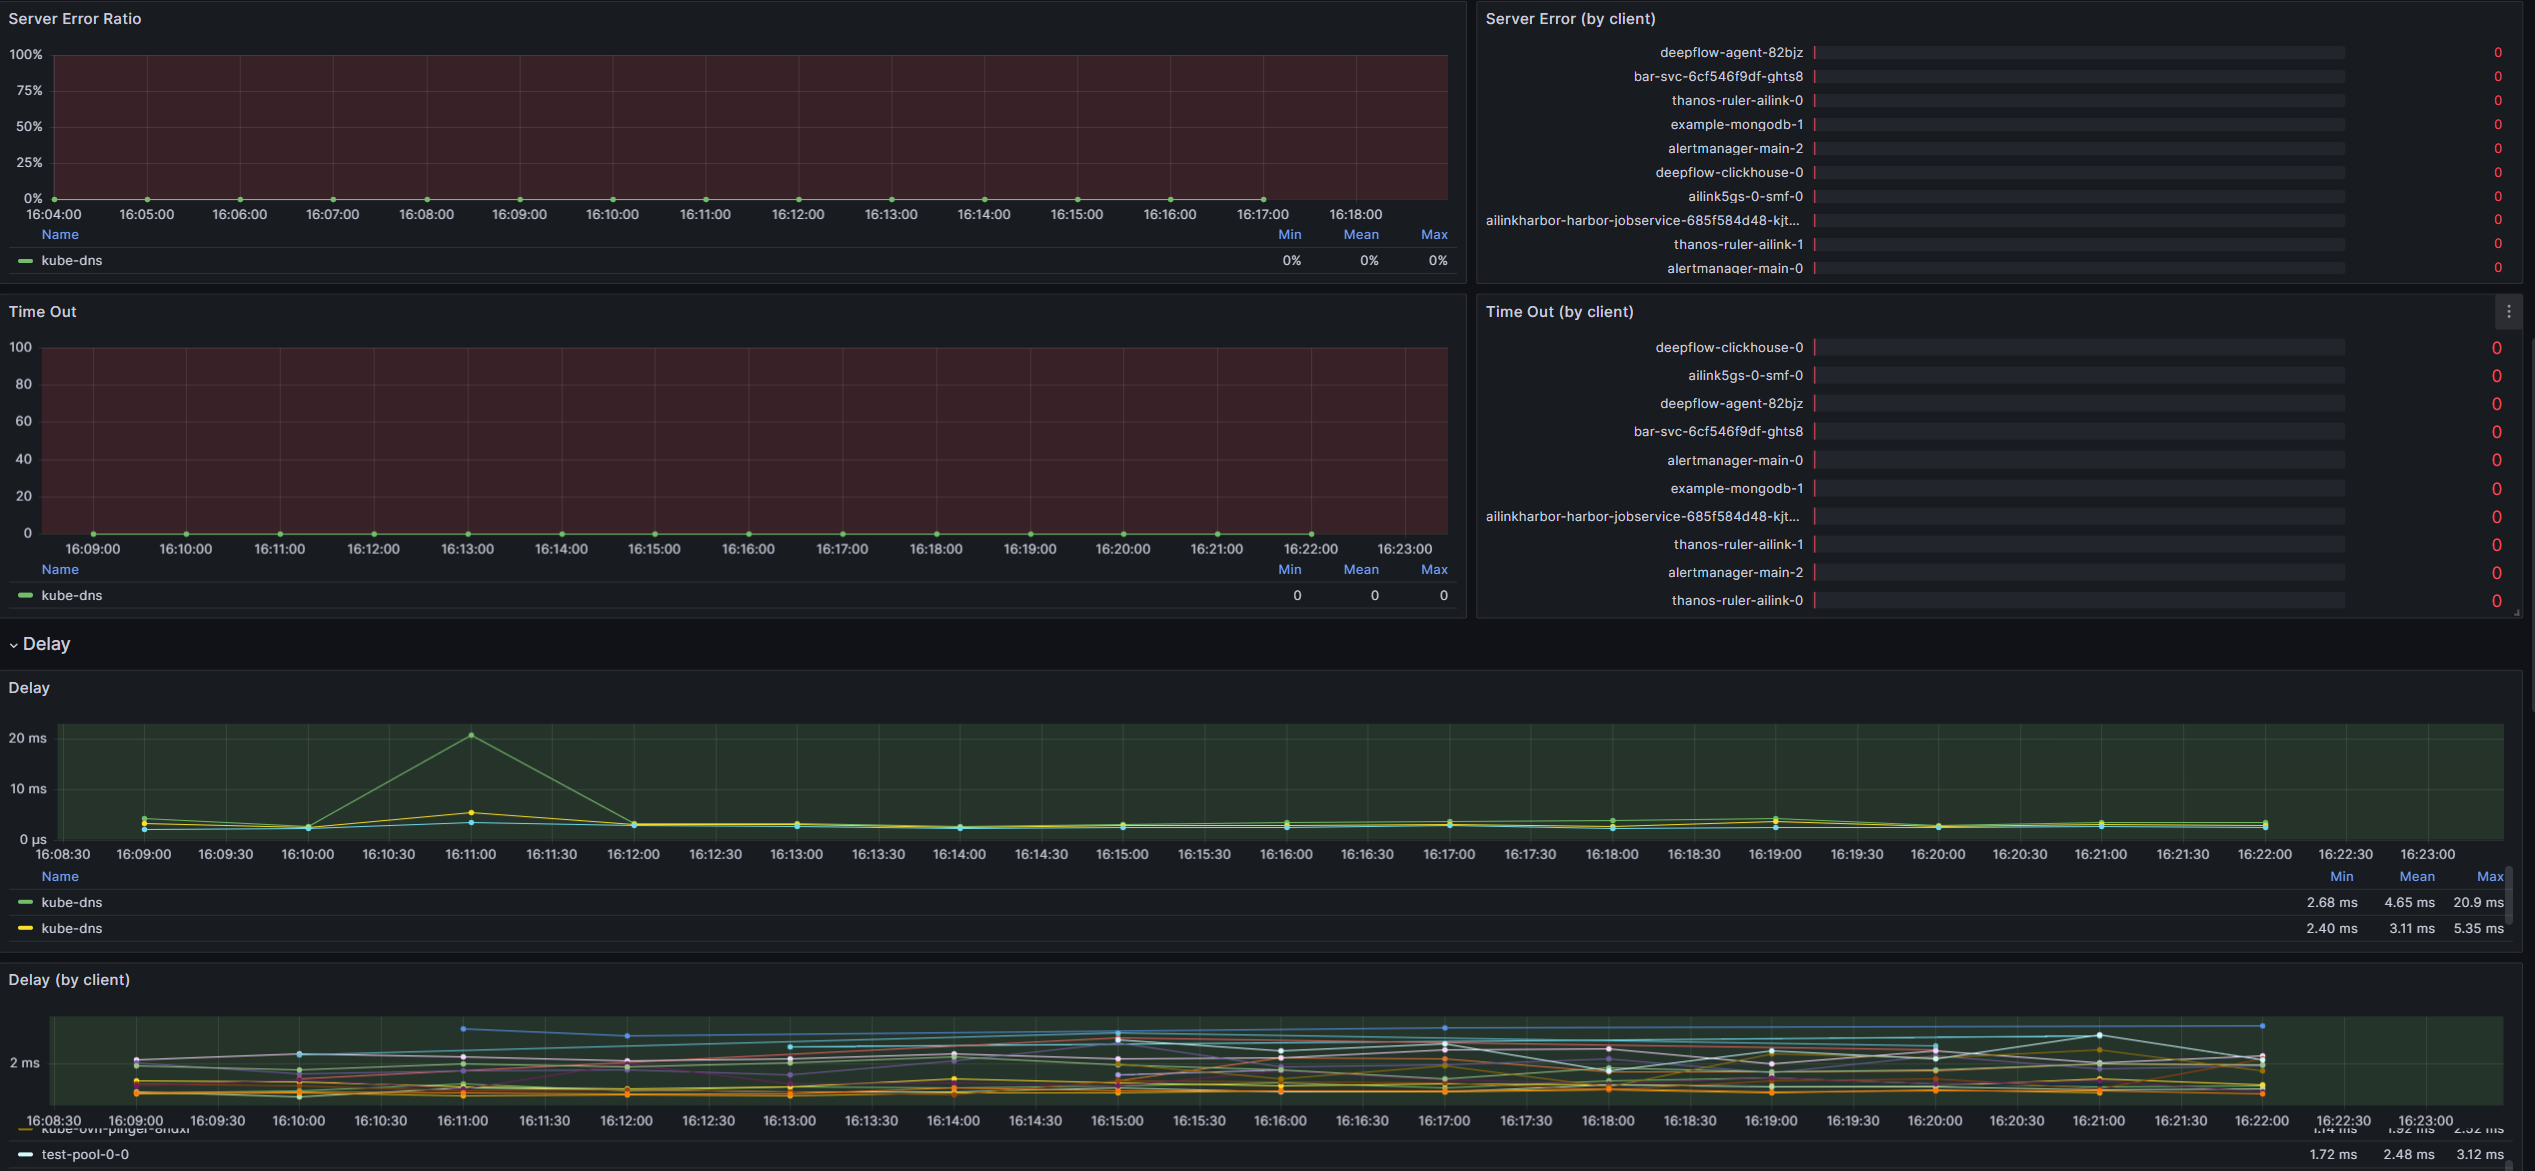 Server Error Ratio
100%
75%
50%
25%
0%
16:04:00 16:05:00 16:06:00 16:07:00 16:08:00 16:09:00 16:10:00 16:11:00 16:12:00 16:13:00 16:14:00 16:15:00 16:16:00 16:17:00 16:18:00
Name Min Mean Max
kube-dns 0% 0% 0%
Server Error (by client)
deepflow-agent-82bjz 0
bar-svc-6cf546f9df-ghts8 0
thanos-ruler-ailink-0 0
example-mongodb-1 0
alertmanager-main-2 0
deepflow-clickhouse-0 0
ailink5gs-0-smf-0 0
ailinkharbor-harbor-jobservice-685f584d48-kjt... 0
thanos-ruler-ailink-1 0
alertmanager-main-0 0
Time Out
100
80
60
40
20
0
16:09:00 16:10:00 16:11:00 16:12:00 16:13:00 16:14:00 16:15:00 16:16:00 16:17:00 16:18:00 16:19:00 16:20:00 16:21:00 16:22:00 16:23:00
Name Min Mean Max
kube-dns 0 0 0
Time Out (by client)
deepflow-clickhouse-0 0
ailink5gs-0-smf-0 0
deepflow-agent-82bjz 0
bar-svc-6cf546f9df-ghts8 0
alertmanager-main-0 0
example-mongodb-1 0
ailinkharbor-harbor-jobservice-685f584d48-kjt... 0
thanos-ruler-ailink-1 0
alertmanager-main-2 0
thanos-ruler-ailink-0 0
Delay
Delay
20 ms
10 ms
0 µs
16:08:30 16:09:00 16:09:30 16:10:00 16:10:30 16:11:00 16:11:30 16:12:00 16:12:30 16:13:00 16:13:30 16:14:00 16:14:30 16:15:00 16:15:30 16:16:00 16:16:30 16:17:00 16:17:30 16:18:00 16:18:30 16:19:00 16:19:30 16:20:00 16:20:30 16:21:00 16:21:30 16:22:00 16:22:30 16:23:00
Name Min Mean Max
kube-dns 2.68 ms 4.65 ms 20.9 ms
kube-dns 2.40 ms 3.11 ms 5.35 ms
Delay (by client)
2 ms
16:08:30 16:09:00 16:09:30 16:10:00 16:10:30 16:11:00 16:11:30 16:12:00 16:12:30 16:13:00 16:13:30 16:14:00 16:14:30 16:15:00 16:15:30 16:16:00 16:16:30 16:17:00 16:17:30 16:18:00 16:18:30 16:19:00 16:19:30 16:20:00 16:20:30 16:21:00 16:21:30 16:22:00 16:22:30 16:23:00
test-pool-0-0 1.72 ms 2.48 ms 3.12 ms